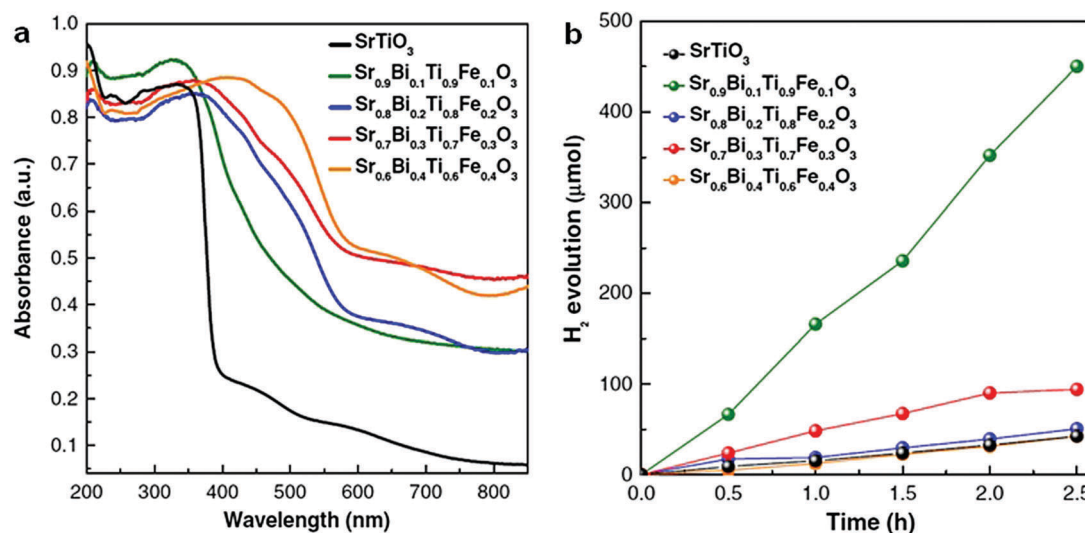 a
1.0
0.9
0.8
0.7
0.6
0.5
0.4
0.3
0.2
0.1
Absorbance (a.u.)
SrTiO₃
Sr₀.₉Bi₀.₁Ti₀.₉Fe₀.₁O₃
Sr₀.₈Bi₀.₂Ti₀.₈Fe₀.₂O₃
Sr₀.₇Bi₀.₃Ti₀.₇Fe₀.₃O₃
Sr₀.₆Bi₀.₄Ti₀.₆Fe₀.₄O₃
200 300 400 500 600 700 800
Wavelength (nm)
b
500
400
300
200
100
0
H₂ evolution (μmol)
SrTiO₃
Sr₀.₉Bi₀.₁Ti₀.₉Fe₀.₁O₃
Sr₀.₈Bi₀.₂Ti₀.₈Fe₀.₂O₃
Sr₀.₇Bi₀.₃Ti₀.₇Fe₀.₃O₃
Sr₀.₆Bi₀.₄Ti₀.₆Fe₀.₄O₃
0.0 0.5 1.0 1.5 2.0 2.5
Time (h)